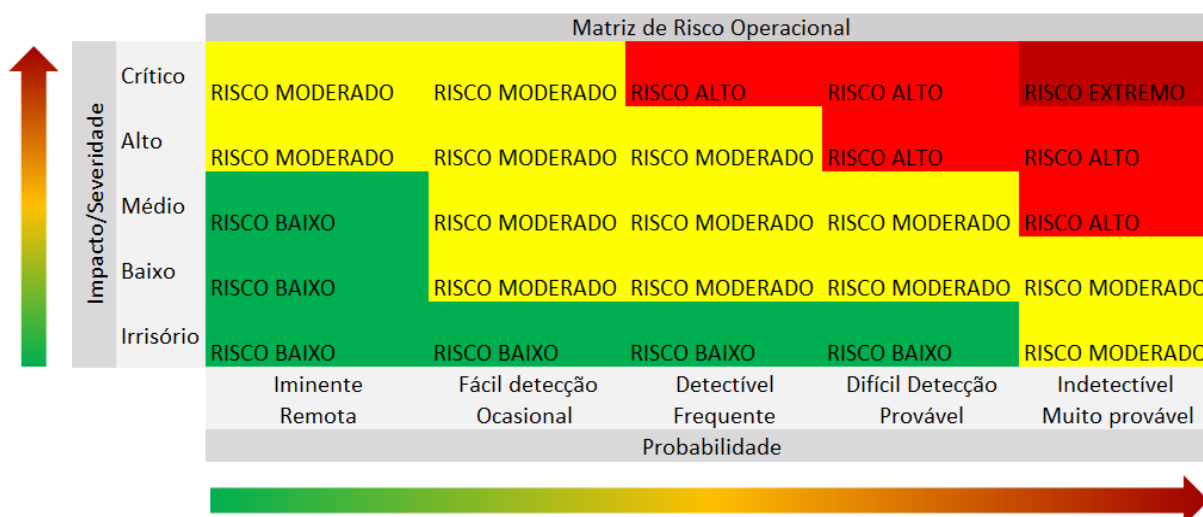 Matriz de Risco Operacional
Impacto/Severidade
Crítico
RISCO MODERADO RISCO MODERADO RISCO ALTO RISCO ALTO RISCO EXTREMO
Alto
RISCO MODERADO RISCO MODERADO RISCO MODERADO RISCO ALTO RISCO ALTO
Médio
RISCO BAIXO RISCO MODERADO RISCO MODERADO RISCO MODERADO RISCO ALTO
Baixo
RISCO BAIXO RISCO MODERADO RISCO MODERADO RISCO MODERADO RISCO MODERADO
Irrisório
RISCO BAIXO RISCO BAIXO RISCO BAIXO RISCO BAIXO RISCO MODERADO
Iminente Fácil detecção Detectível Difícil Detecção Indetectível
Remota Ocasional Frequente Provável Muito provável
Probabilidade